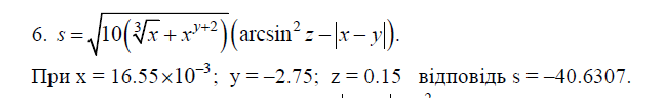 6. s = √(10(∛x + x^(y+2)))(arcsin² z – |x – y|).
При x = 16.55×10⁻³; y = –2.75; z = 0.15 відповідь s = –40.6307.